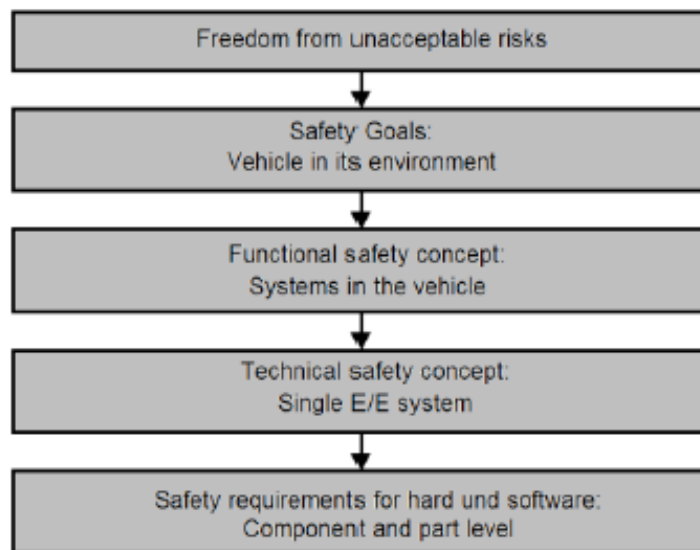 Freedom from unacceptable risks
Safety Goals:
Vehicle in its environment
Functional safety concept:
Systems in the vehicle
Technical safety concept:
Single E/E system
Safety requirements for hard und software:
Component and part level